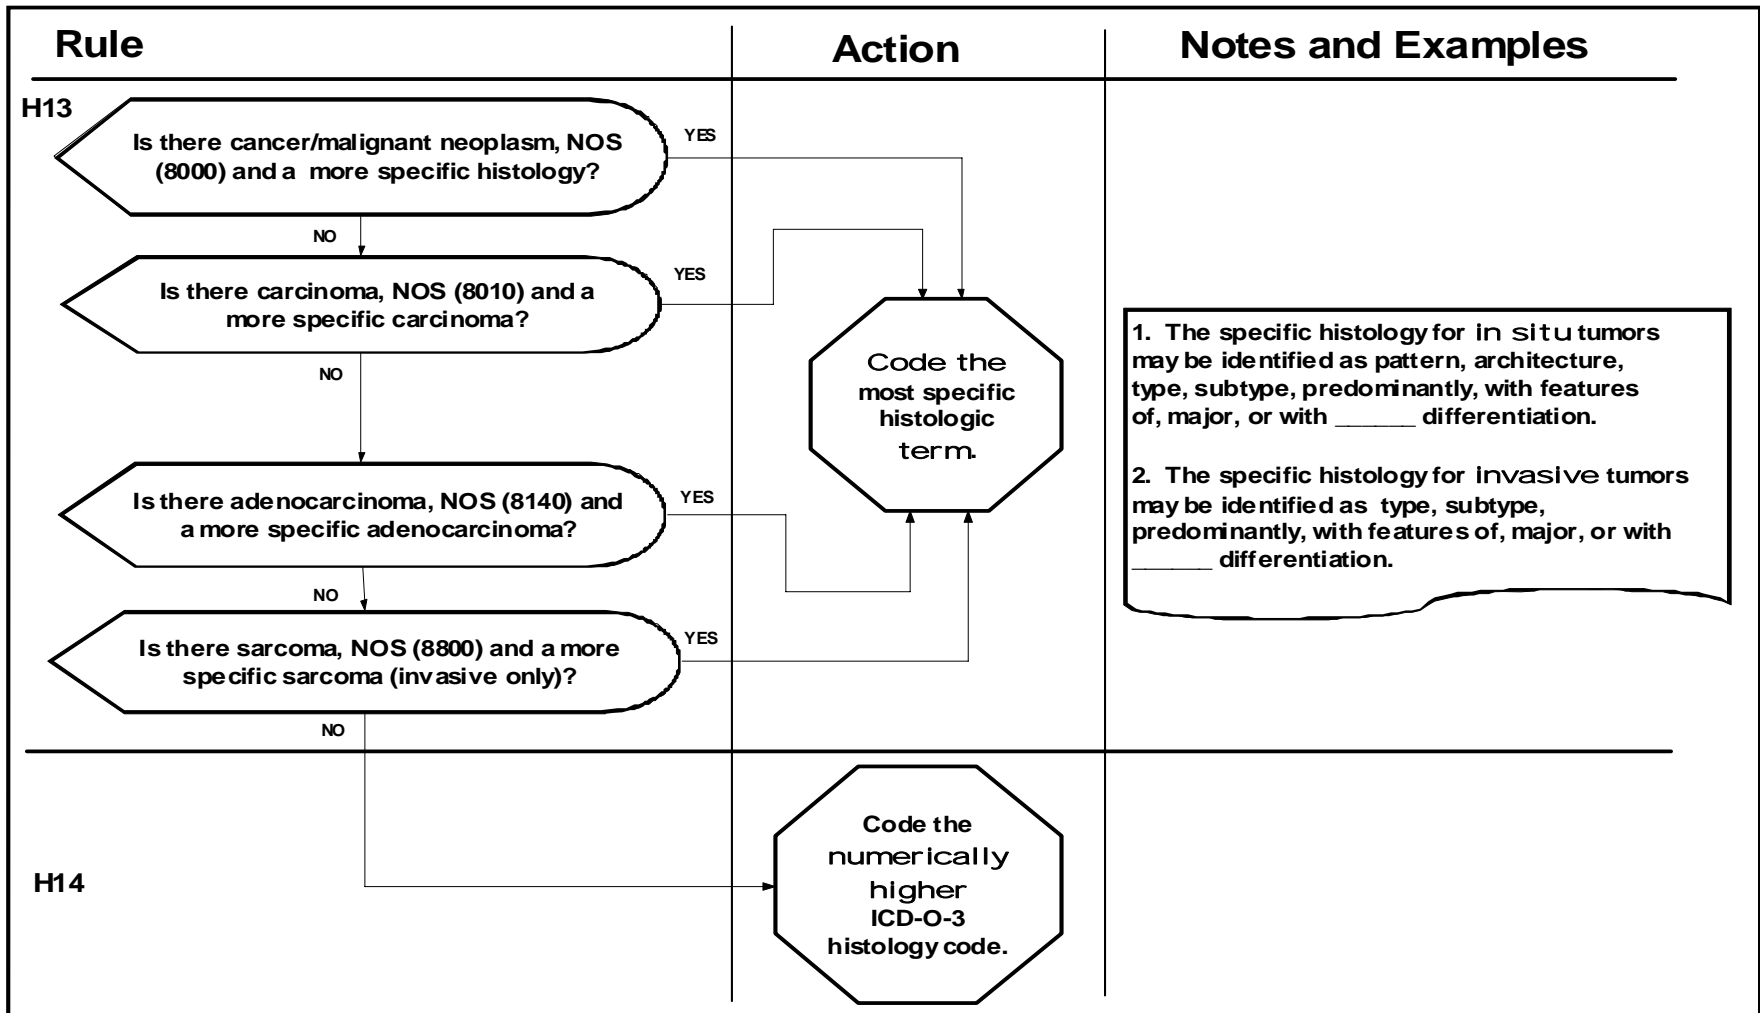 Rule
Action
Notes and Examples
H13
Is there cancer/malignant neoplasm, NOS
(8000) and a more specific histology?
YES
NO
Is there carcinoma, NOS (8010) and a
more specific carcinoma?
YES
NO
Is there adenocarcinoma, NOS (8140) and
a more specific adenocarcinoma?
YES
NO
Is there sarcoma, NOS (8800) and a more
specific sarcoma (invasive only)?
YES
NO
Code the
most specific
histologic
term.
1. The specific histology for in situ tumors
may be identified as pattern, architecture,
type, subtype, predominantly, with features
of, major, or with ______ differentiation.
2. The specific histology for invasive tumors
may be identified as type, subtype,
predominantly, with features of, major, or with
______ differentiation.
H14
Code the
numerically
higher
ICD-O-3
histology code.